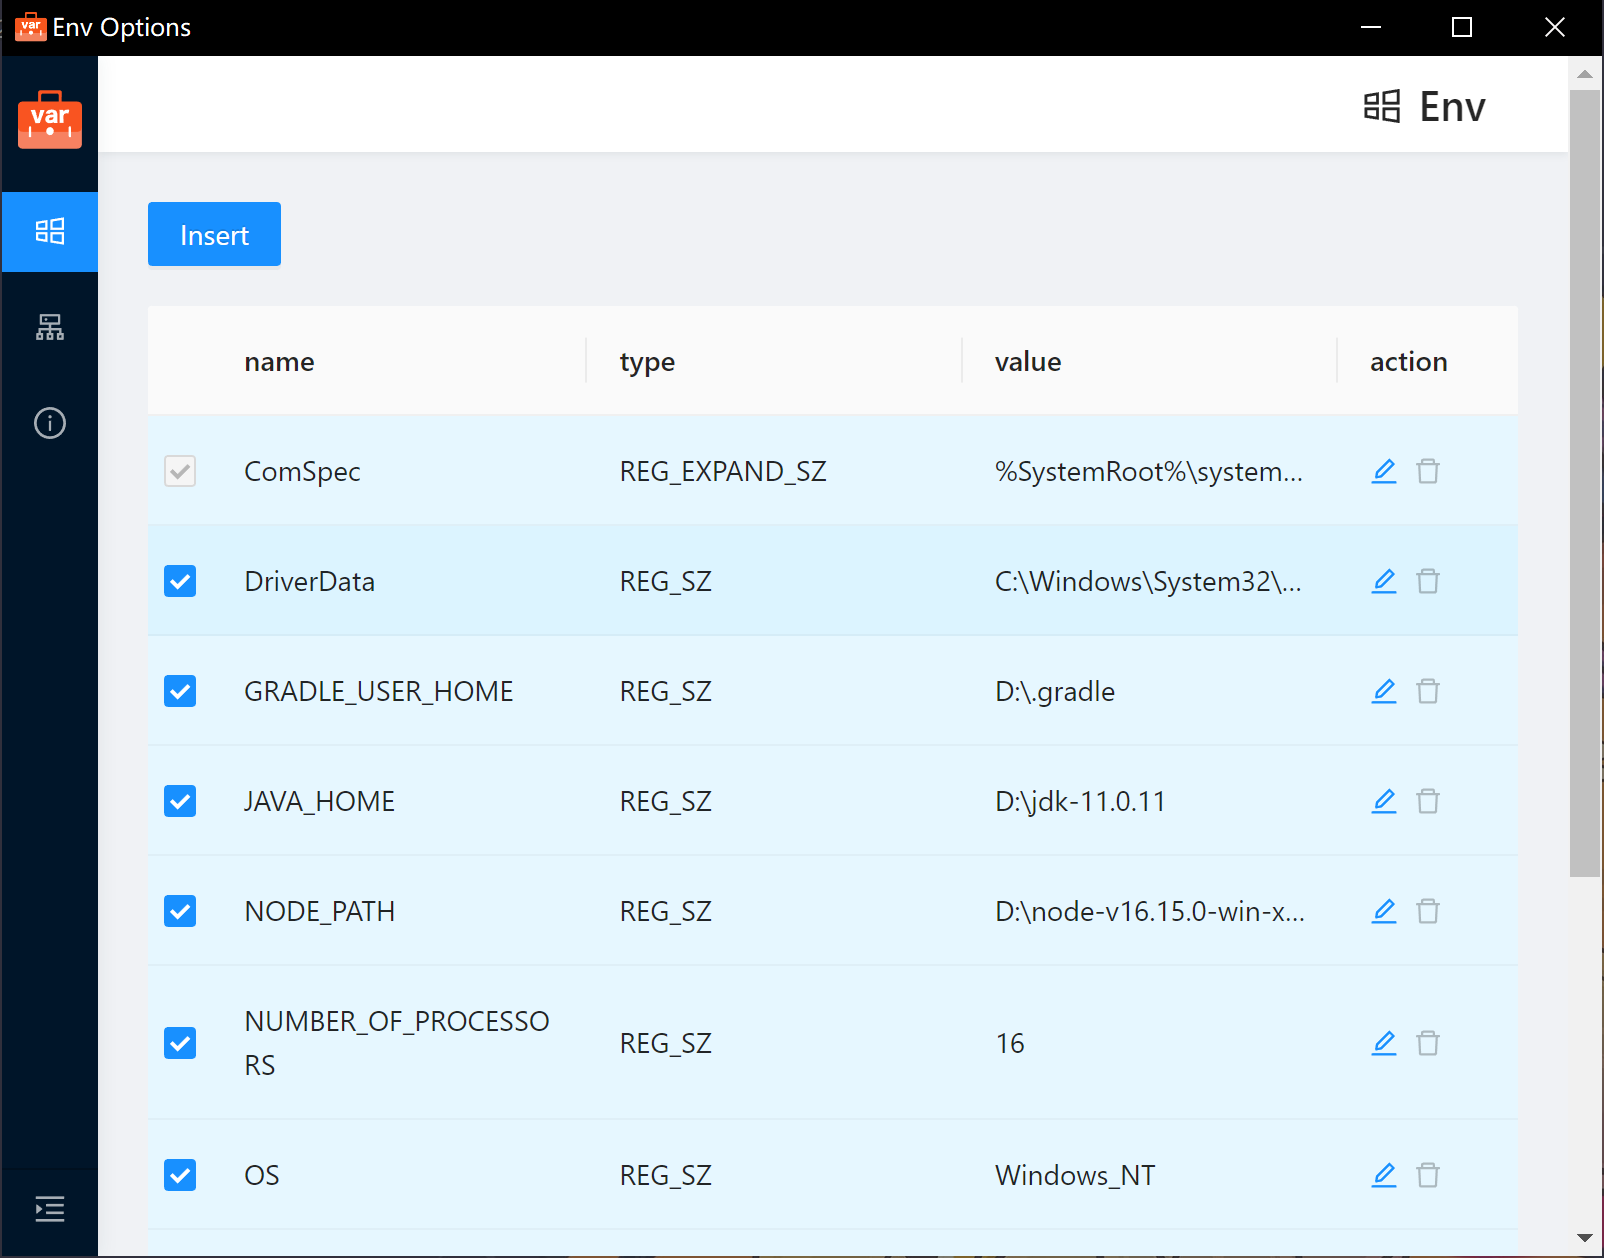 var Env Options
var
Env
Insert
name type value action
ComSpec REG_EXPAND_SZ %SystemRoot%\system...
DriverData REG_SZ C:\Windows\System32\...
GRADLE_USER_HOME REG_SZ D:\.gradle
JAVA_HOME REG_SZ D:\jdk-11.0.11
NODE_PATH REG_SZ D:\node-v16.15.0-win-x...
NUMBER_OF_PROCESSO
RS REG_SZ 16
OS REG_SZ Windows_NT